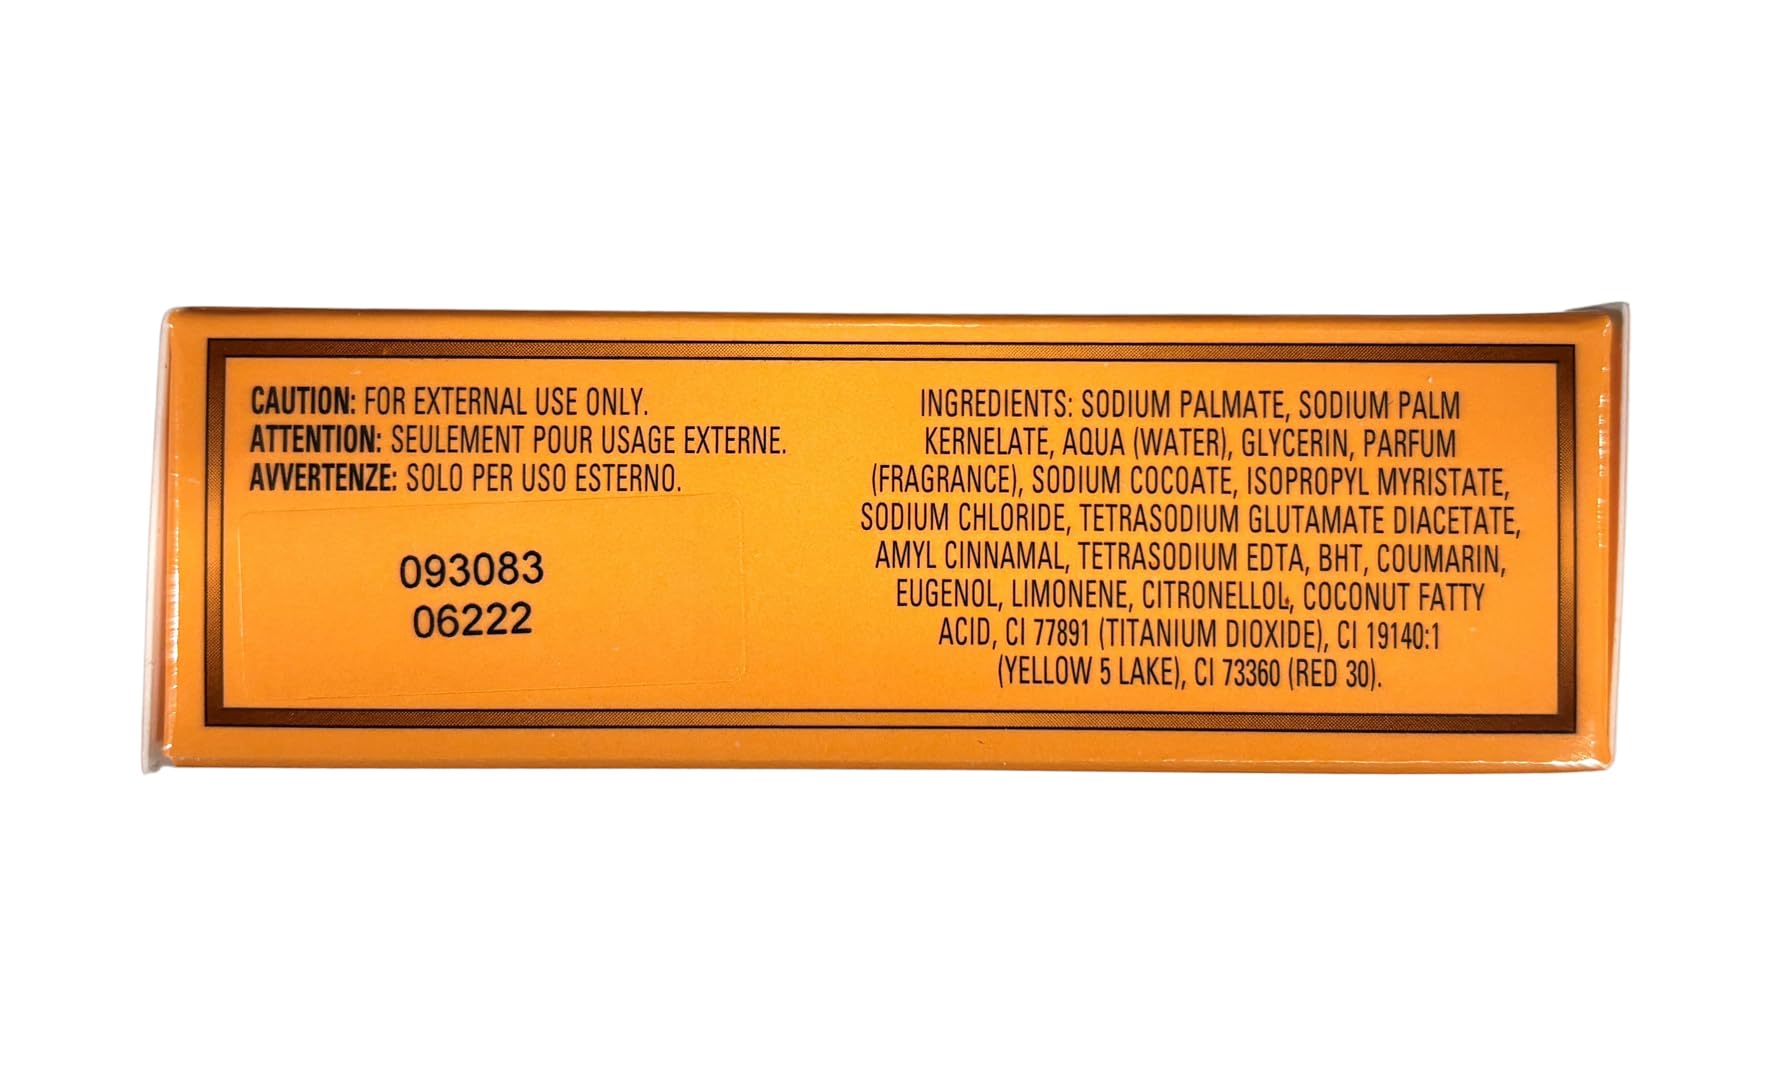 CAUTION: FOR EXTERNAL USE ONLY.
ATTENTION: SEULEMENT POUR USAGE EXTERNE.
AVVERTENZE: SOLO PER USO ESTERNO.
093083
06222
INGREDIENTS: SODIUM PALMATE, SODIUM PALM
KERNELATE, AQUA (WATER), GLYCERIN, PARFUM
(FRAGRANCE), SODIUM COCOATE, ISOPROPYL MYRISTATE,
SODIUM CHLORIDE, TETRASODIUM GLUTAMATE DIACETATE,
AMYL CINNAMAL, TETRASODIUM EDTA, BHT, COUMARIN,
EUGENOL, LIMONENE, CITRONELLOL, COCONUT FATTY
ACID, CI 77891 (TITANIUM DIOXIDE), CI 19140:1
(YELLOW 5 LAKE), CI 73360 (RED 30).